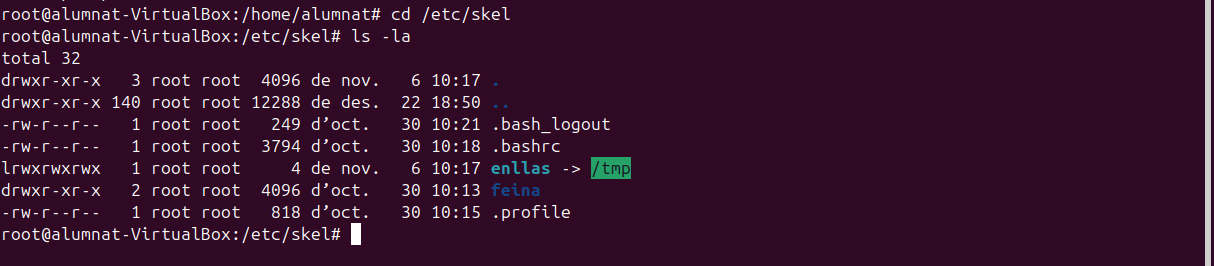 root@alumnat-VirtualBox:/home/alumnat# cd /etc/skel
root@alumnat-VirtualBox:/etc/skel# ls -la
total 32
drwxr-xr-x   3 root root  4096 de nov.   6 10:17 .
drwxr-xr-x 140 root root 12288 de des.  22 18:50 ..
-rw-r--r--   1 root root   249 d’oct.   30 10:21 .bash_logout
-rw-r--r--   1 root root  3794 d’oct.   30 10:18 .bashrc
lrwxrwxrwx   1 root root     4 de nov.   6 10:17 enllas -> /tmp
drwxr-xr-x   2 root root  4096 d’oct.   30 10:13 feina
-rw-r--r--   1 root root   818 d’oct.   30 10:15 .profile
root@alumnat-VirtualBox:/etc/skel#